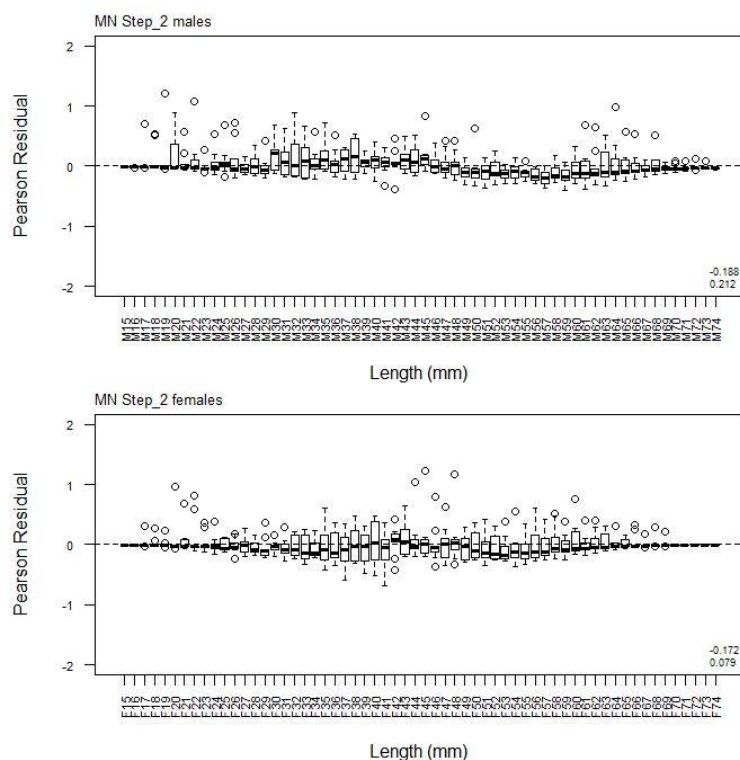 MN Step_2 males
2
1
0
-1
-2
Pearson Residual
-0.188
0.212
M15 M16 M17 M18 M19 M20 M21 M22 M23 M24 M25 M26 M27 M28 M29 M30 M31 M32 M33 M34 M35 M36 M37 M38 M39 M40 M41 M42 M43 M44 M45 M46 M47 M48 M49 M50 M51 M52 M53 M54 M55 M56 M57 M58 M59 M60 M61 M62 M63 M64 M65 M66 M67 M68 M69 M70 M71 M72 M73 M74
Length (mm)
MN Step_2 females
2
1
0
-1
-2
Pearson Residual
-0.172
0.079
F15 F16 F17 F18 F19 F20 F21 F22 F23 F24 F25 F26 F27 F28 F29 F30 F31 F32 F33 F34 F35 F36 F37 F38 F39 F40 F41 F42 F43 F44 F45 F46 F47 F48 F49 F50 F51 F52 F53 F54 F55 F56 F57 F58 F59 F60 F61 F62 F63 F64 F65 F66 F67 F68 F69 F70 F71 F72 F73 F74
Length (mm)